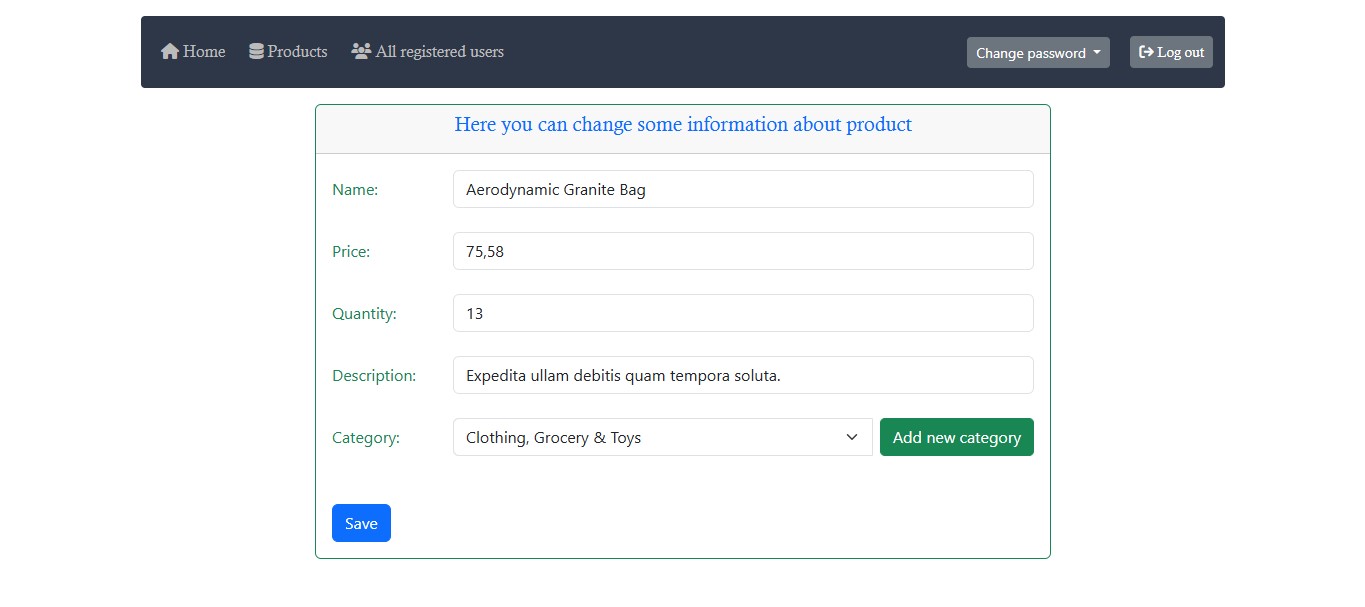 Home Products All registered users Change password Log out
Here you can change some information about product
Name: Aerodynamic Granite Bag
Price: 75,58
Quantity: 13
Description: Expedita ullam debitis quam tempora soluta.
Category: Clothing, Grocery & Toys Add new category
Save